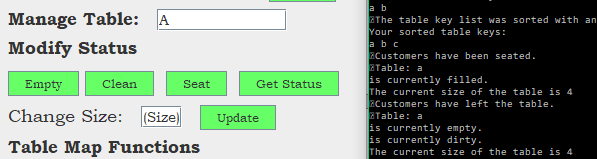 Manage Table: A
Modify Status
Empty Clean Seat Get Status
Change Size: (Size) Update
Table Map Functions
a b
The table key list was sorted with an
Your sorted table keys:
a b c
Customers have been seated.
Table: a
is currently filled.
The current size of the table is 4
Customers have left the table.
Table: a
is currently empty.
is currently dirty.
The current size of the table is 4